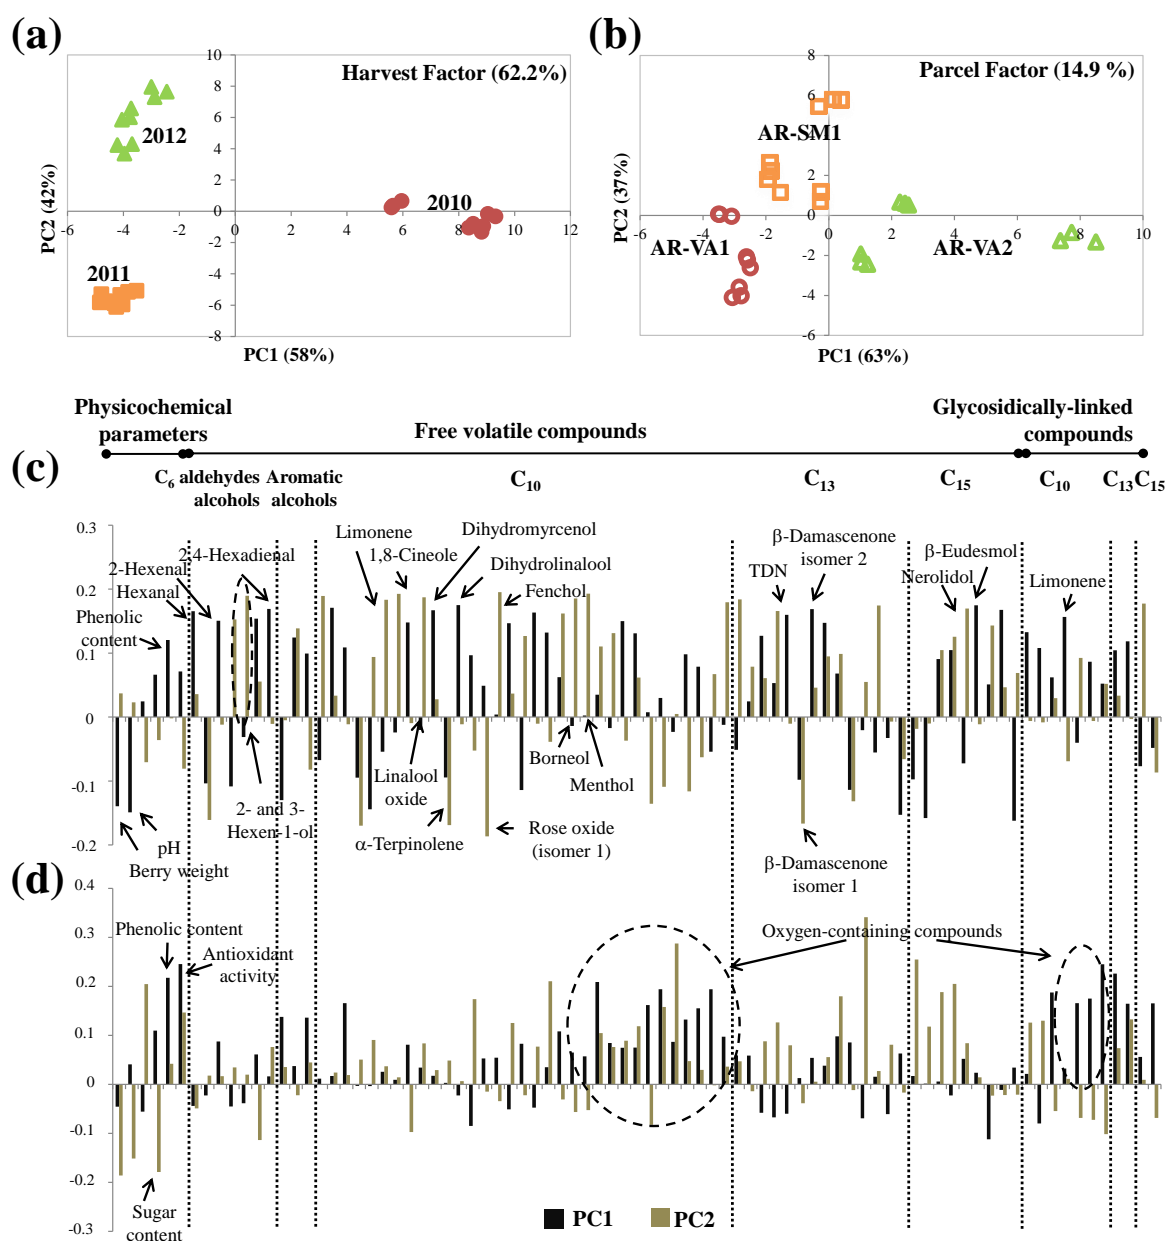 (a)
Harvest Factor (62.2%)
10
8
6
4
2
0
-2
-4
-6
-8
-6
-4
-2
0
2
4
6
8
10
12
2012
2010
2011
PC2 (42%)
PC1 (58%)
(b)
Parcel Factor (14.9 %)
8
6
4
2
0
-2
-4
-6
-6
-4
-2
0
2
4
6
8
10
AR-SM1
AR-VA1
AR-VA2
PC2 (37%)
PC1 (63%)
Physicochemical
parameters
Free volatile compounds
Glycosidically-linked
compounds
(c)
C6 aldehydes
alcohols
Aromatic
alcohols
C10
C13
C15
C10
C13
C15
0.3
0.2
0.1
0
-0.1
-0.2
2-4-Hexadienal
2-Hexenal
Hexanal
Phenolic
content
Limonene
1,8-Cineole
Dihydromyrcenol
Dihydrolinalool
Fenchol
TDN
β-Damascenone
isomer 2
β-Eudesmol
Nerolidol
Limonene
pH
Berry weight
2- and 3-
Hexen-1-ol
Linalool
oxide
α-Terpinolene
Rose oxide
(isomer 1)
Borneol
Menthol
β-Damascenone
isomer 1
(d)
0.4
0.3
0.2
0.1
0
-0.1
-0.2
-0.3
Phenolic content
Antioxidant
activity
Oxygen-containing compounds
Sugar
content
PC1
PC2